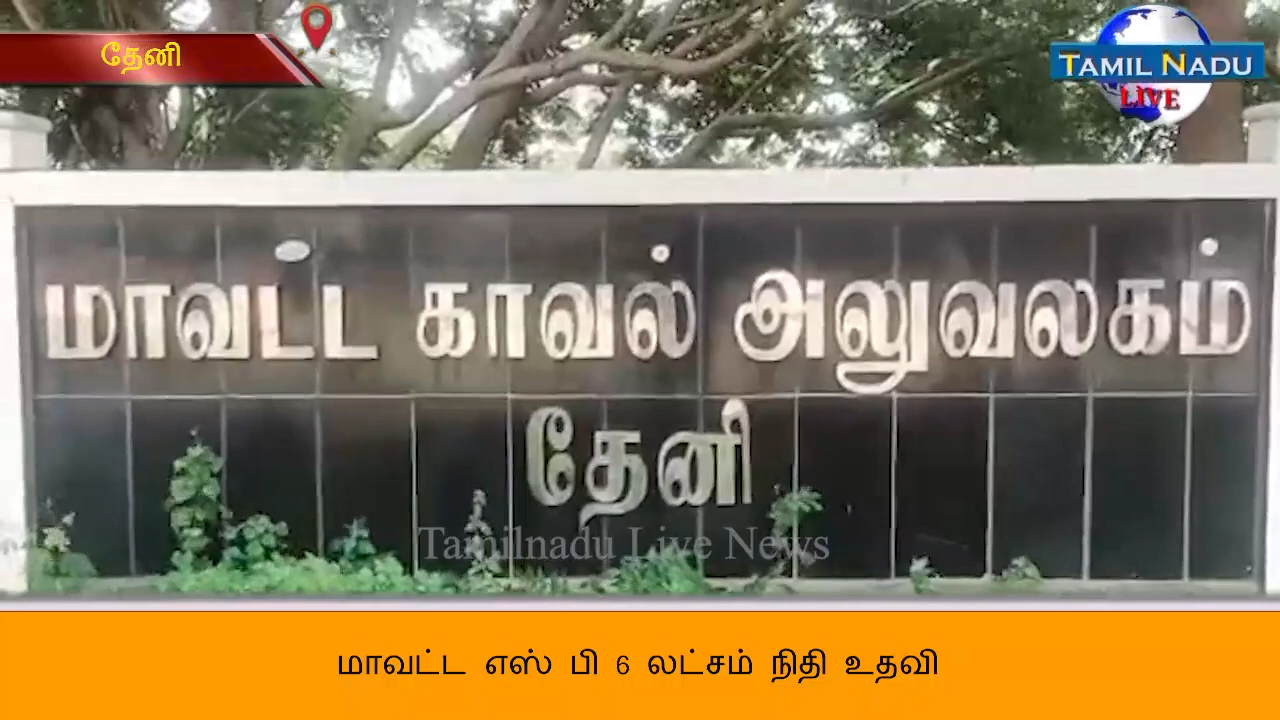 தேனி
TAMIL NADU
LIVE
மாவட்ட காவல் அலுவலகம்
தேனி
Tamilnadu Live News
மாவட்ட எஸ் பி 6 லட்சம் நிதி உதவி